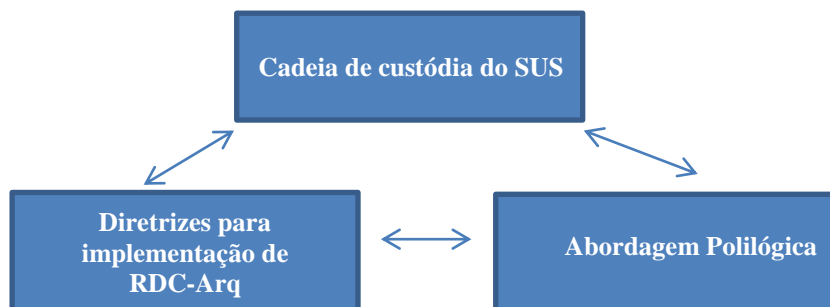 Cadeia de custódia do SUS
Diretrizes para
implementação de
RDC-Arq
Abordagem Polilógica